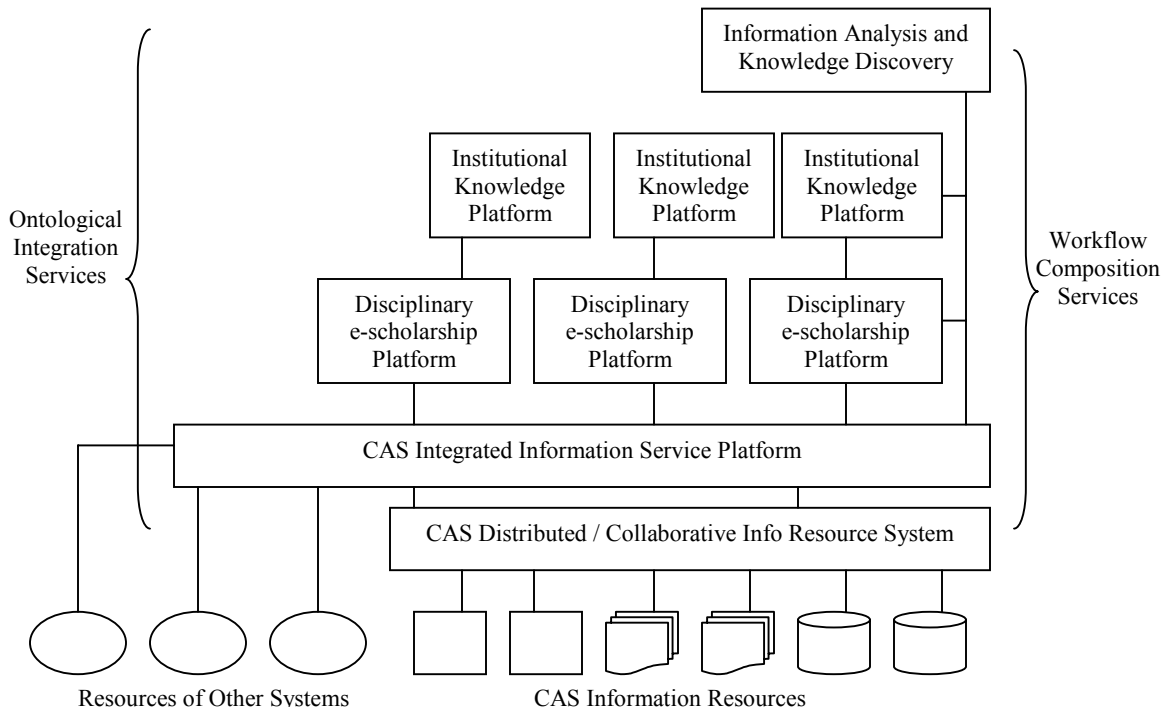 Information Analysis and
Knowledge Discovery
Institutional
Knowledge
Platform
Institutional
Knowledge
Platform
Institutional
Knowledge
Platform
Ontological
Integration
Services
Workflow
Composition
Services
Disciplinary
e-scholarship
Platform
Disciplinary
e-scholarship
Platform
Disciplinary
e-scholarship
Platform
CAS Integrated Information Service Platform
CAS Distributed / Collaborative Info Resource System
Resources of Other Systems
CAS Information Resources